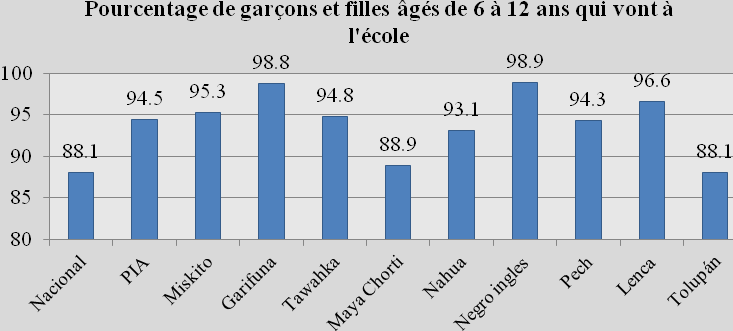 Pourcentage de garçons et filles âgés de 6 à 12 ans qui vont à
l'école
100
95
90
85
80
88.1
94.5
95.3
98.8
94.8
88.9
93.1
98.9
94.3
96.6
88.1
Nacional
PIA
Miskito
Garifuna
Tawahka
Maya Chorti
Nahua
Negro ingles
Pech
Lenca
Tolupán